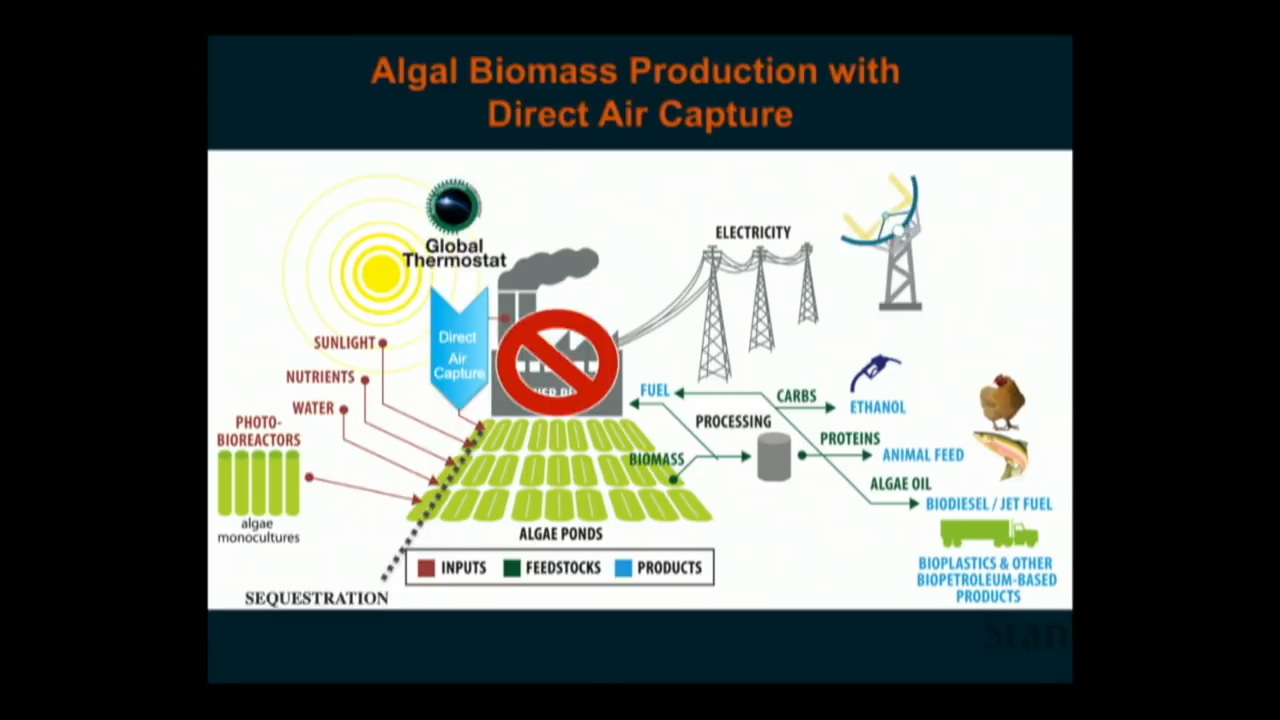 Algal Biomass Production with
Direct Air Capture
Global
Thermostat
ELECTRICITY
Direct
Air
Capture
SUNLIGHT
NUTRIENTS
WATER
PHOTO-
BIOREACTORS
algae
monocultures
FUEL
CARBS
ETHANOL
PROCESSING
PROTEINS
BIOMASS
ANIMAL FEED
ALGAE OIL
BIODIESEL / JET FUEL
ALGAE PONDS
INPUTS FEEDSTOCKS PRODUCTS
BIOPLASTICS & OTHER
BIOPETROLEUM-BASED
PRODUCTS
SEQUESTRATION